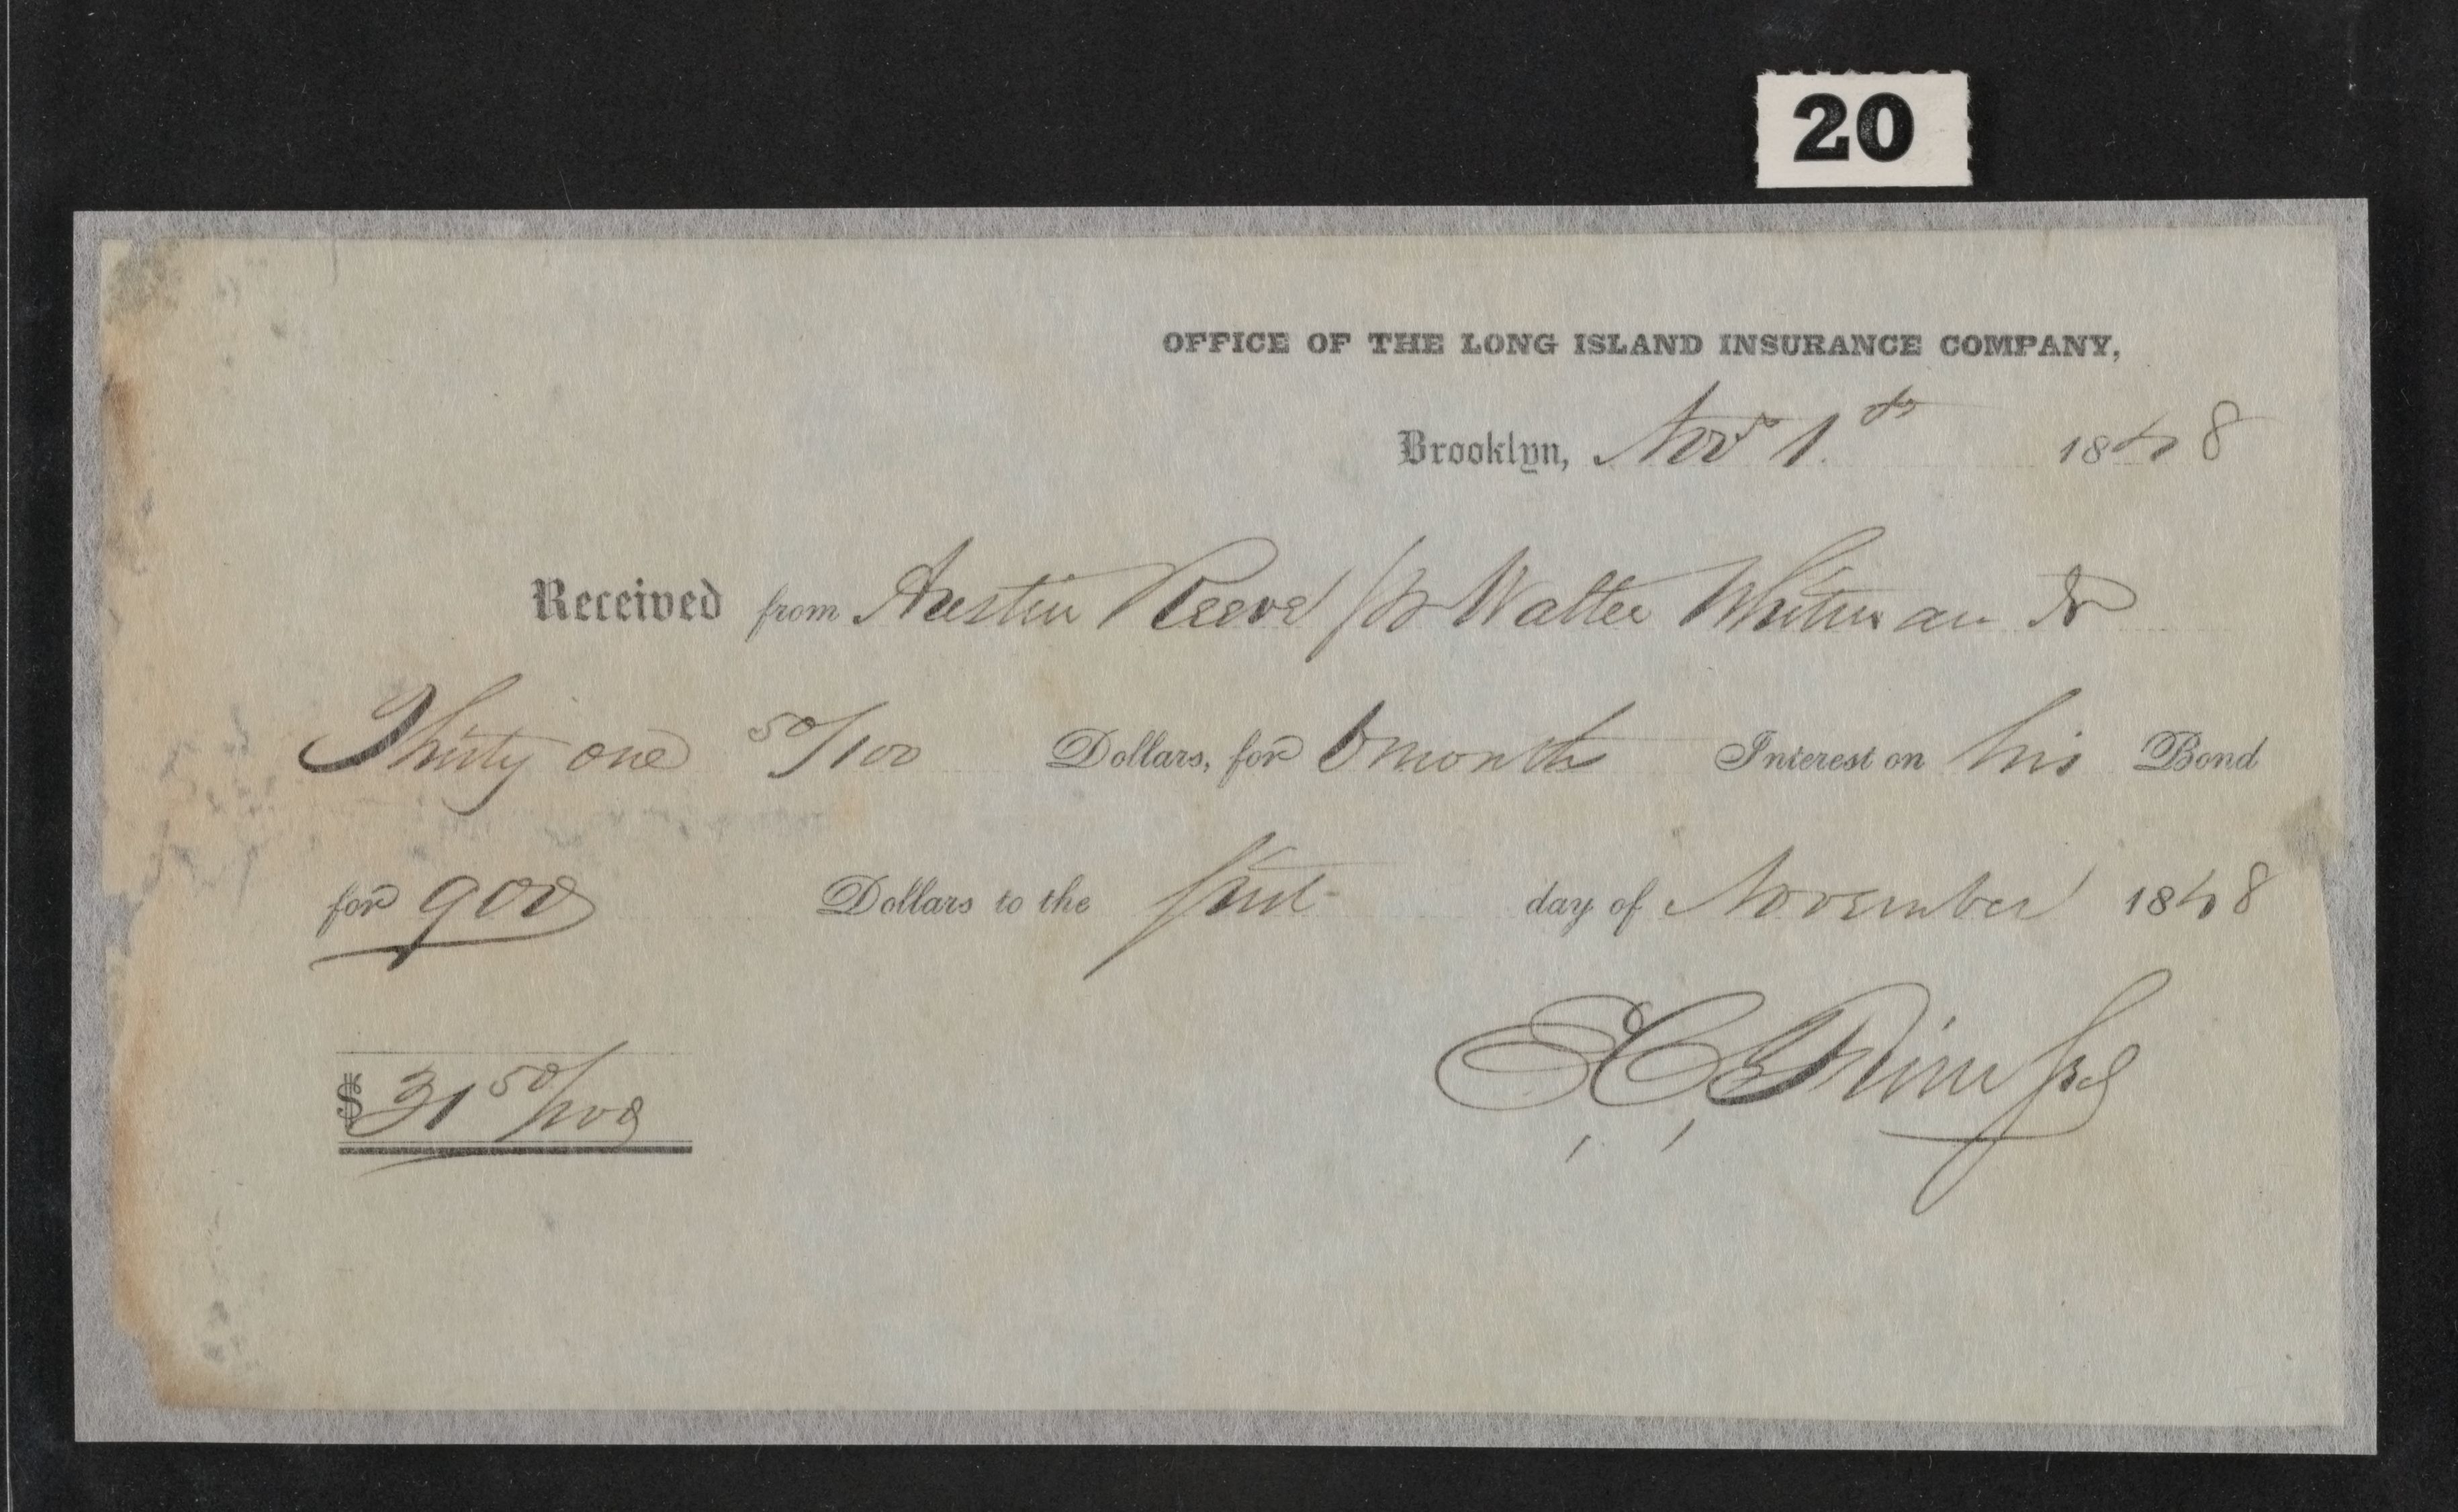 20
OFFICE OF THE LONG ISLAND INSURANCE COMPANY,
Brooklyn, Nov 1st 1848
Received from Austin Reeve / Walter Whitman Jr
Thirty one 50/100 Dollars, for 6 months Interest on his Bond
for 900 Dollars to the first day of November 1848
E C
$31 50/100